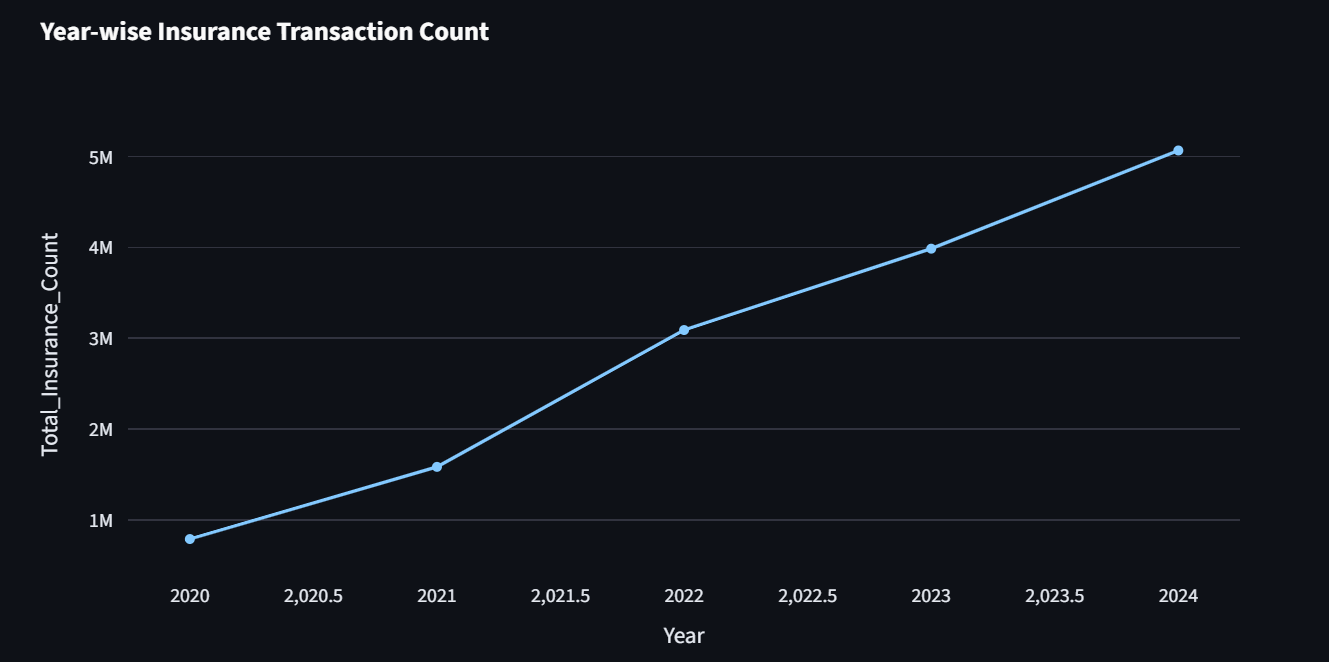 Year-wise Insurance Transaction Count
5M
4M
3M
2M
1M
Total_Insurance_Count
2020 2,020.5 2021 2,021.5 2022 2,022.5 2023 2,023.5 2024
Year